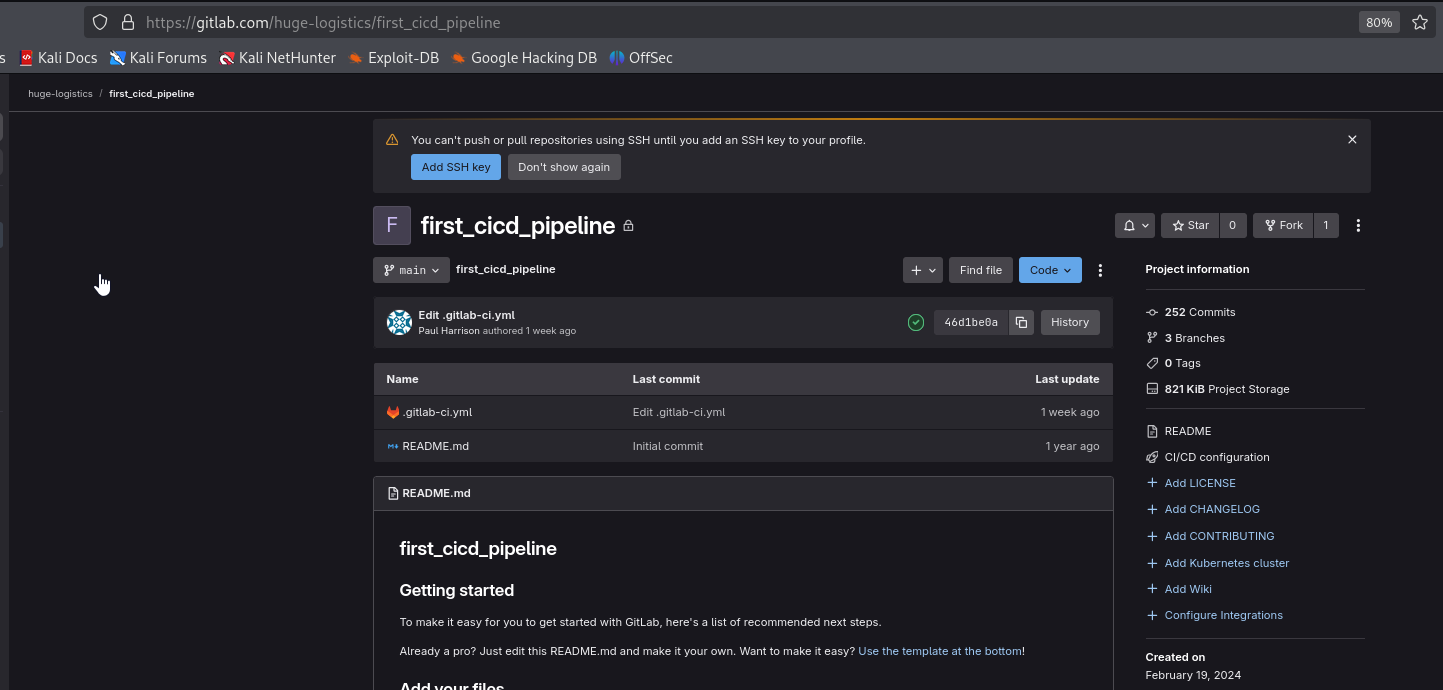 https://gitlab.com/huge-logistics/first_cicd_pipeline 80%
s Kali Docs Kali Forums Kali NetHunter Exploit-DB Google Hacking DB OffSec
huge-logistics / first_cicd_pipeline
You can't push or pull repositories using SSH until you add an SSH key to your profile.
Add SSH key Don't show again
F first_cicd_pipeline Star 0 Fork 1
main first_cicd_pipeline Find file Code
Edit .gitlab-ci.yml
Paul Harrison authored 1 week ago
46d1be0a History
Name Last commit Last update
.gitlab-ci.yml Edit .gitlab-ci.yml 1 week ago
README.md Initial commit 1 year ago
README.md
first_cicd_pipeline
Getting started
To make it easy for you to get started with GitLab, here's a list of recommended next steps.
Already a pro? Just edit this README.md and make it your own. Want to make it easy? Use the template at the bottom!
Add your files
Project information
252 Commits
3 Branches
0 Tags
821 KiB Project Storage
README
CI/CD configuration
+ Add LICENSE
+ Add CHANGELOG
+ Add CONTRIBUTING
+ Add Kubernetes cluster
+ Add Wiki
+ Configure Integrations
Created on
February 19, 2024